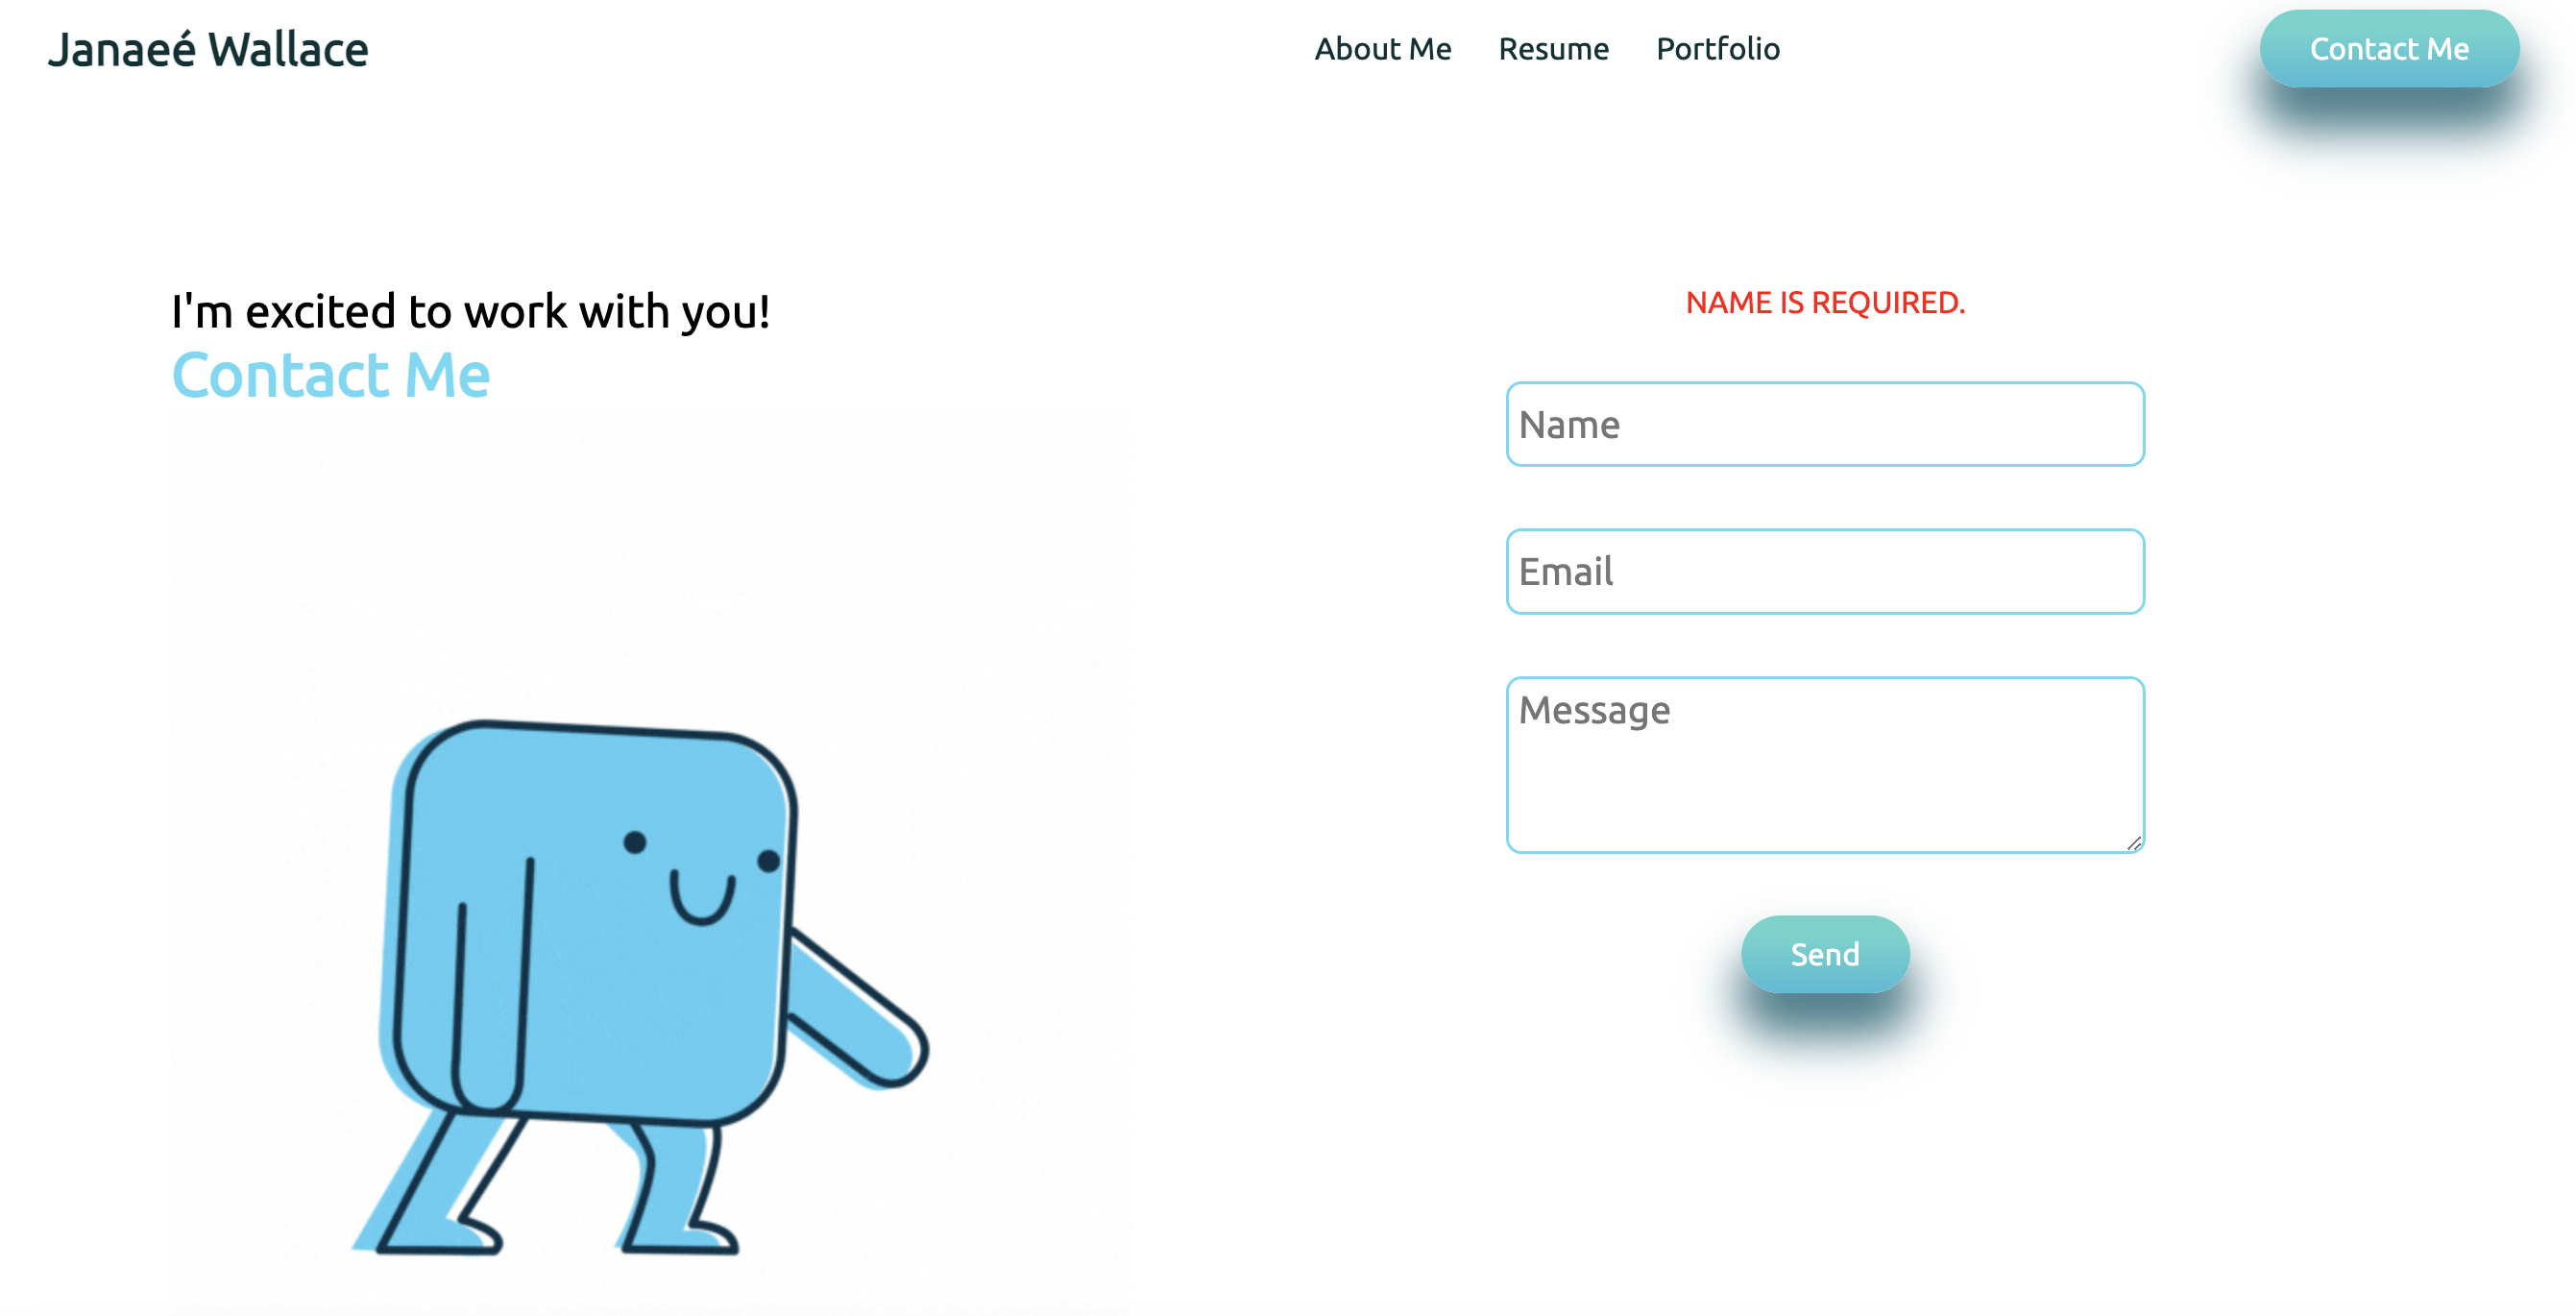 Janaeé Wallace
About Me Resume Portfolio
Contact Me
I'm excited to work with you!
Contact Me
NAME IS REQUIRED.
Name
Email
Message
Send